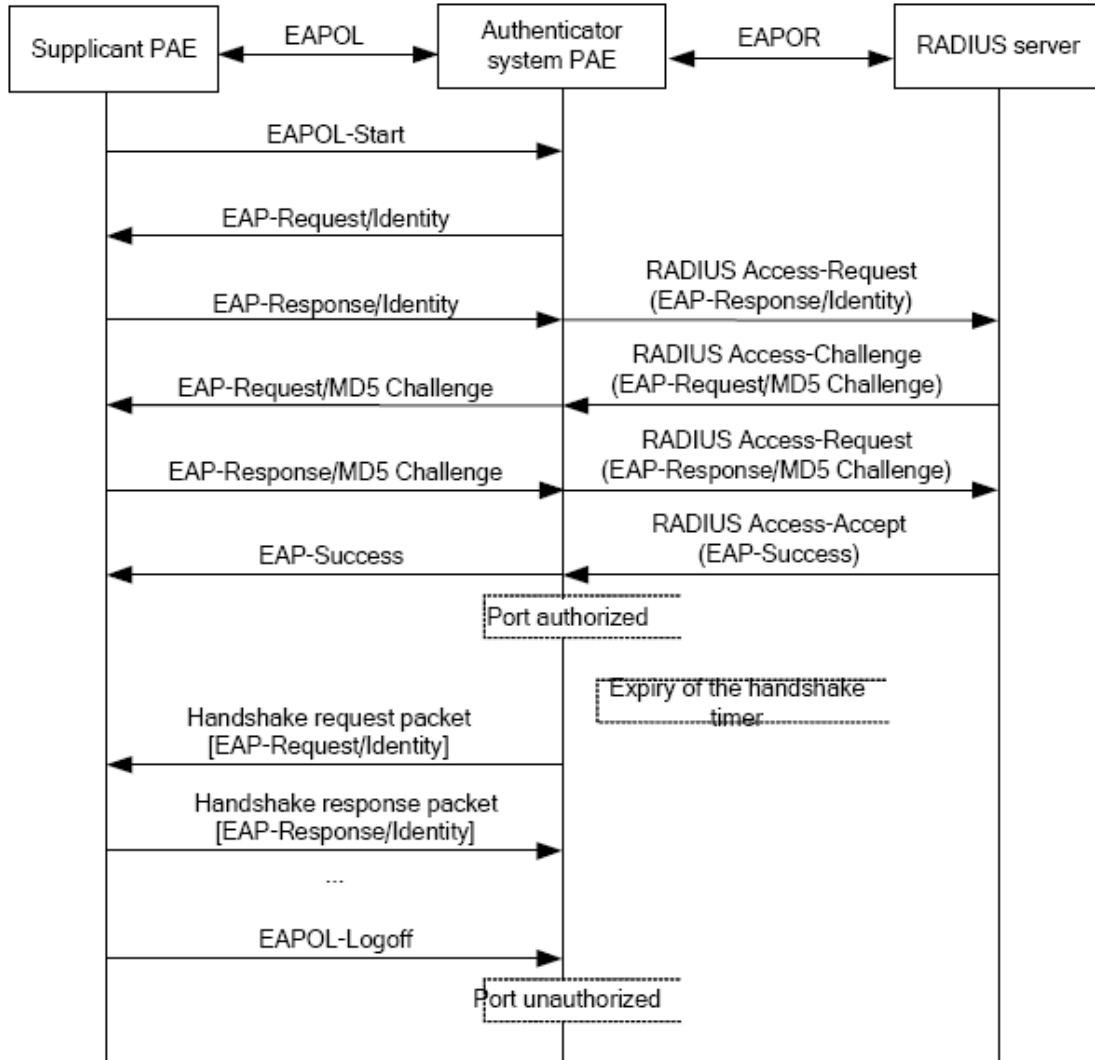 Supplicant PAE
EAPOL
Authenticator
system PAE
EAPOR
RADIUS server
EAPOL-Start
EAP-Request/Identity
EAP-Response/Identity
RADIUS Access-Request
(EAP-Response/Identity)
EAP-Request/MD5 Challenge
RADIUS Access-Challenge
(EAP-Request/MD5 Challenge)
EAP-Response/MD5 Challenge
RADIUS Access-Request
(EAP-Response/MD5 Challenge)
EAP-Success
RADIUS Access-Accept
(EAP-Success)
Port authorized
Expiry of the handshake
timer
Handshake request packet
[EAP-Request/Identity]
Handshake response packet
[EAP-Response/Identity]
...
EAPOL-Logoff
Port unauthorized